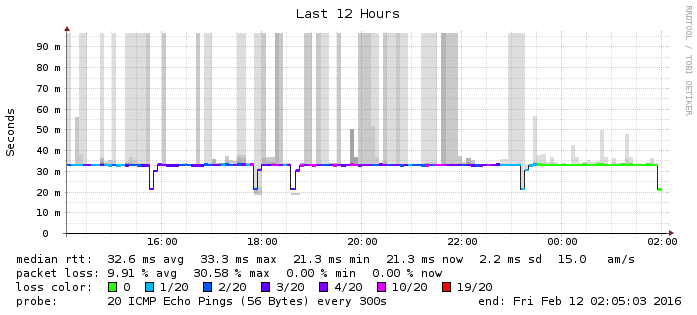 Last 12 Hours
RRDTOOL / TOBI OETIKER
Seconds
90 m
80 m
70 m
60 m
50 m
40 m
30 m
20 m
10 m
0
16:00 18:00 20:00 22:00 00:00 02:00
median rtt: 32.6 ms avg 33.3 ms max 21.3 ms min 21.3 ms now 2.2 ms sd 15.0 am/s
packet loss: 9.91 % avg 30.58 % max 0.00 % min 0.00 % now
loss color: 0 1/20 2/20 3/20 4/20 10/20 19/20
probe: 20 ICMP Echo Pings (56 Bytes) every 300s end: Fri Feb 12 02:05:03 2016